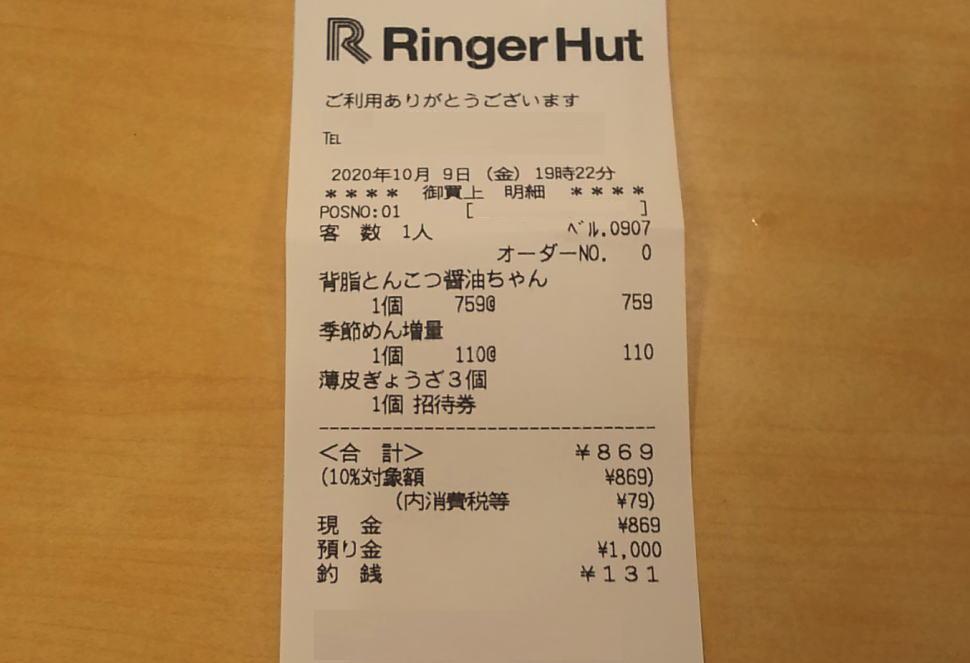 R Ringer Hut
ご利用ありがとうございます
TEL
2020年10月 9日 (金) 19時22分
**** 御買上 明細 ****
POSNO:01 [ ]
客 数 1人 ベル.0907
オーダーNO. 0
背脂とんこつ醤油ちゃん
1個 759@ 759
季節めん増量
1個 110@ 110
薄皮ぎょうざ3個
1個 招待券
--------------------------------
<合 計> ¥869
(10%対象額 ¥869)
(内消費税等 ¥79)
現 金 ¥869
預り金 ¥1,000
釣 銭 ¥131